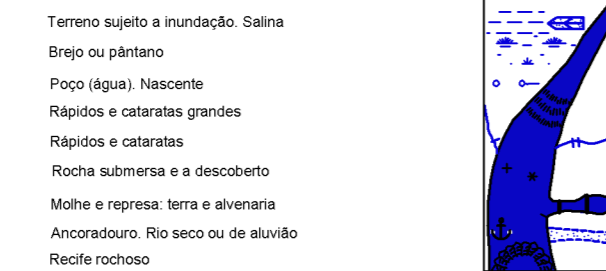 Terreno sujeito a inundação. Salina
Brejo ou pântano
Poço (água). Nascente
Rápidos e cataratas grandes
Rápidos e cataratas
Rocha submersa e a descoberto
Molhe e represa: terra e alvenaria
Ancoradouro. Rio seco ou de aluvião
Recife rochoso